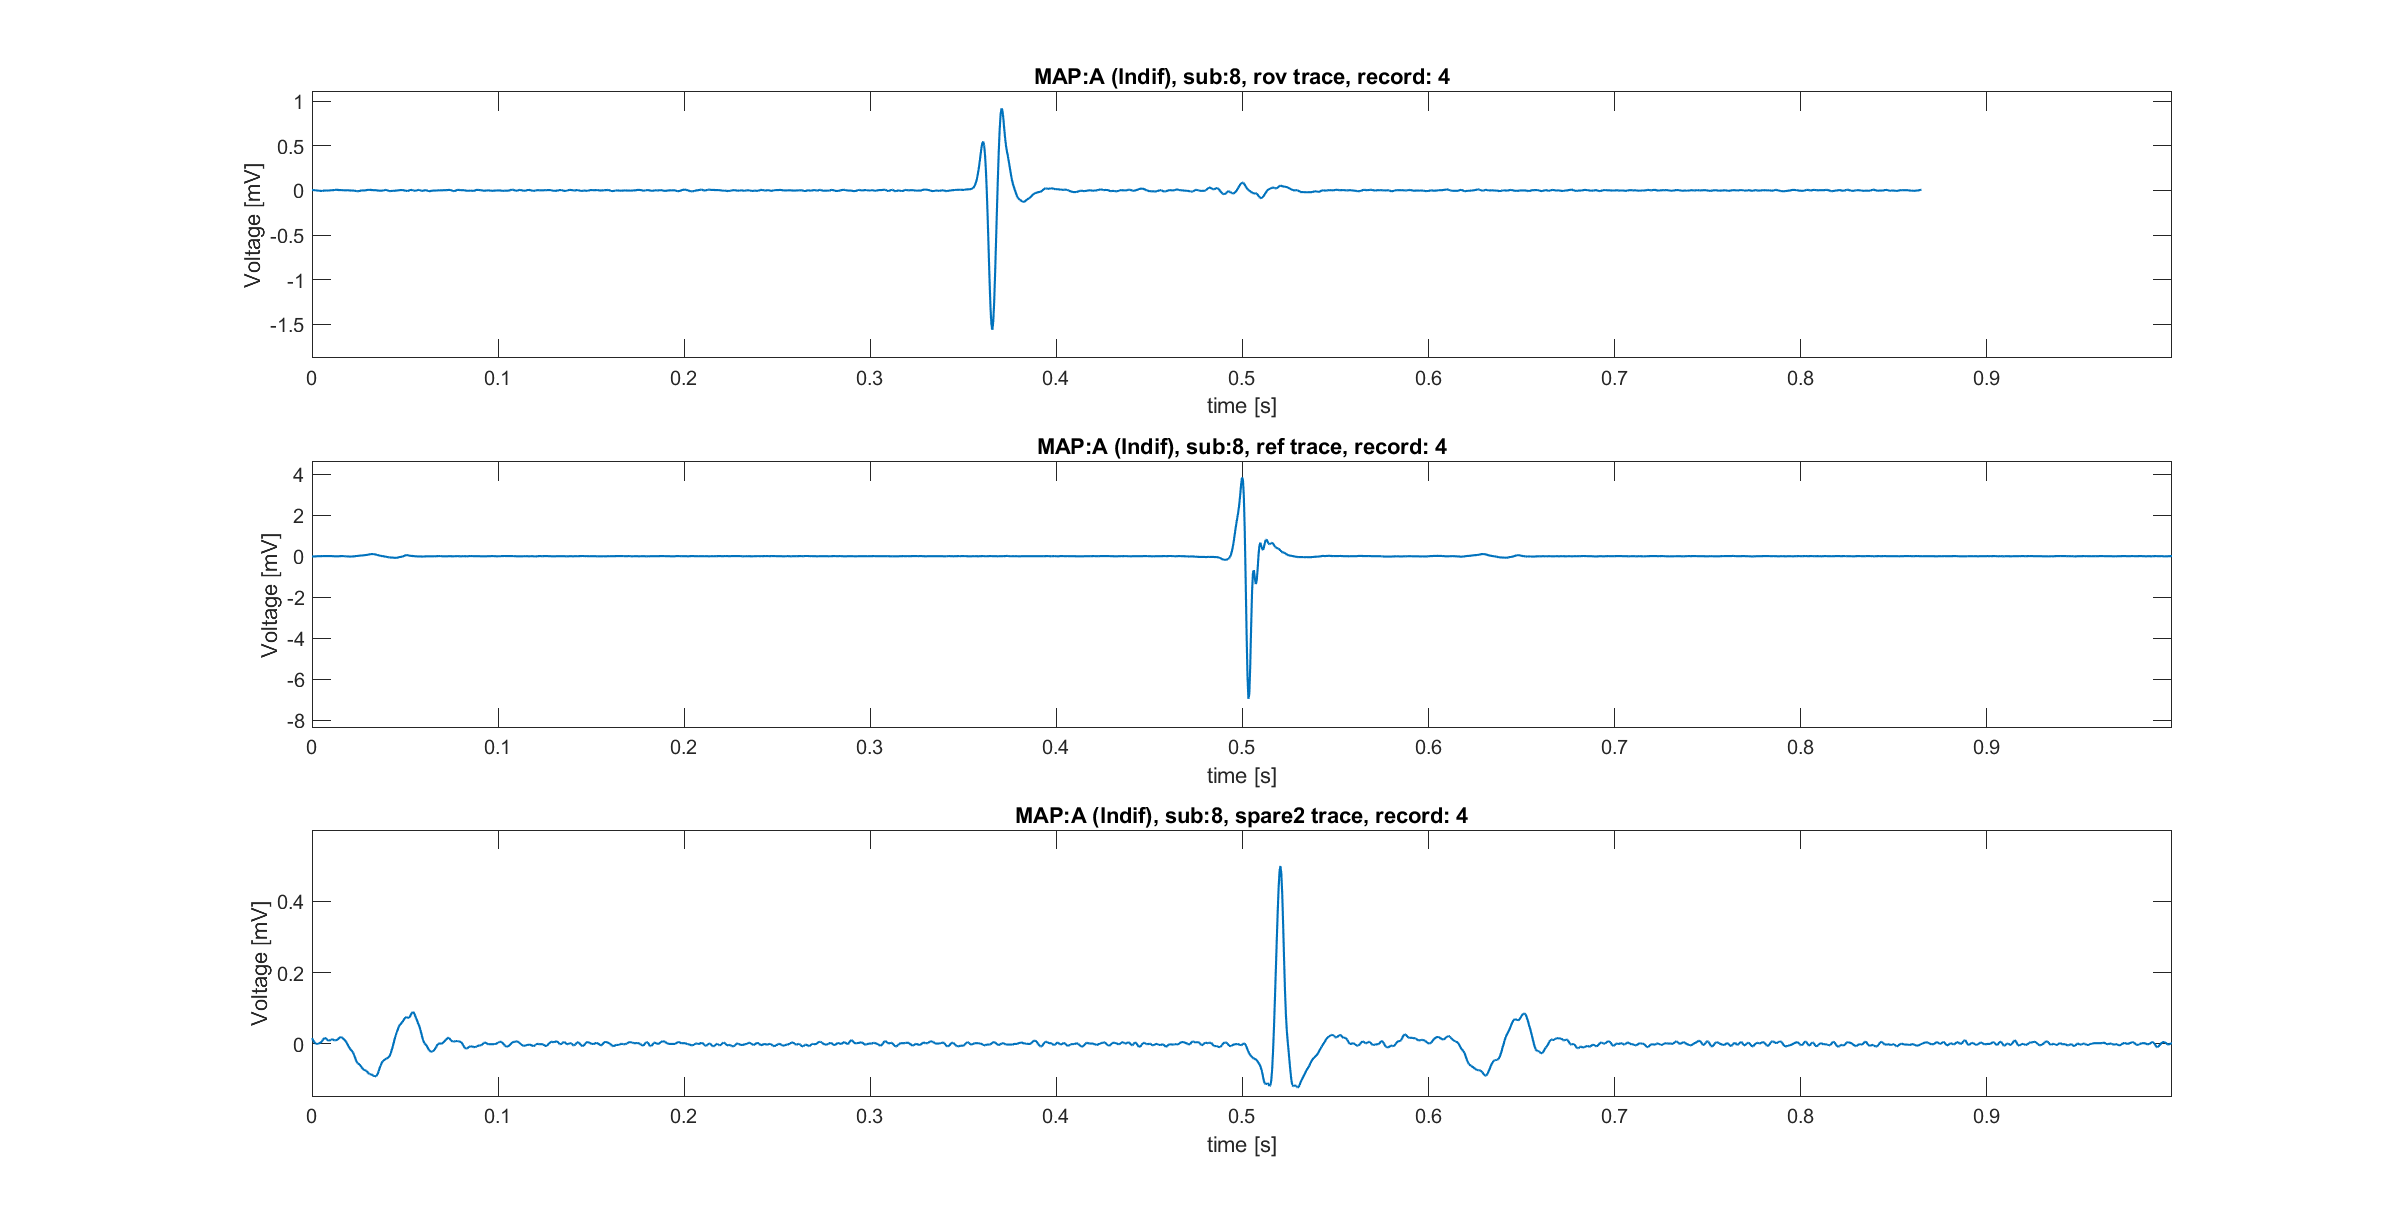 MAP:A (Indif), sub:8, rov trace, record: 4
Voltage [mV]
1
0.5
0
-0.5
-1
-1.5
0 0.1 0.2 0.3 0.4 0.5 0.6 0.7 0.8 0.9
time [s]
MAP:A (Indif), sub:8, ref trace, record: 4
Voltage [mV]
4
2
0
-2
-4
-6
-8
0 0.1 0.2 0.3 0.4 0.5 0.6 0.7 0.8 0.9
time [s]
MAP:A (Indif), sub:8, spare2 trace, record: 4
Voltage [mV]
0.4
0.2
0
0 0.1 0.2 0.3 0.4 0.5 0.6 0.7 0.8 0.9
time [s]